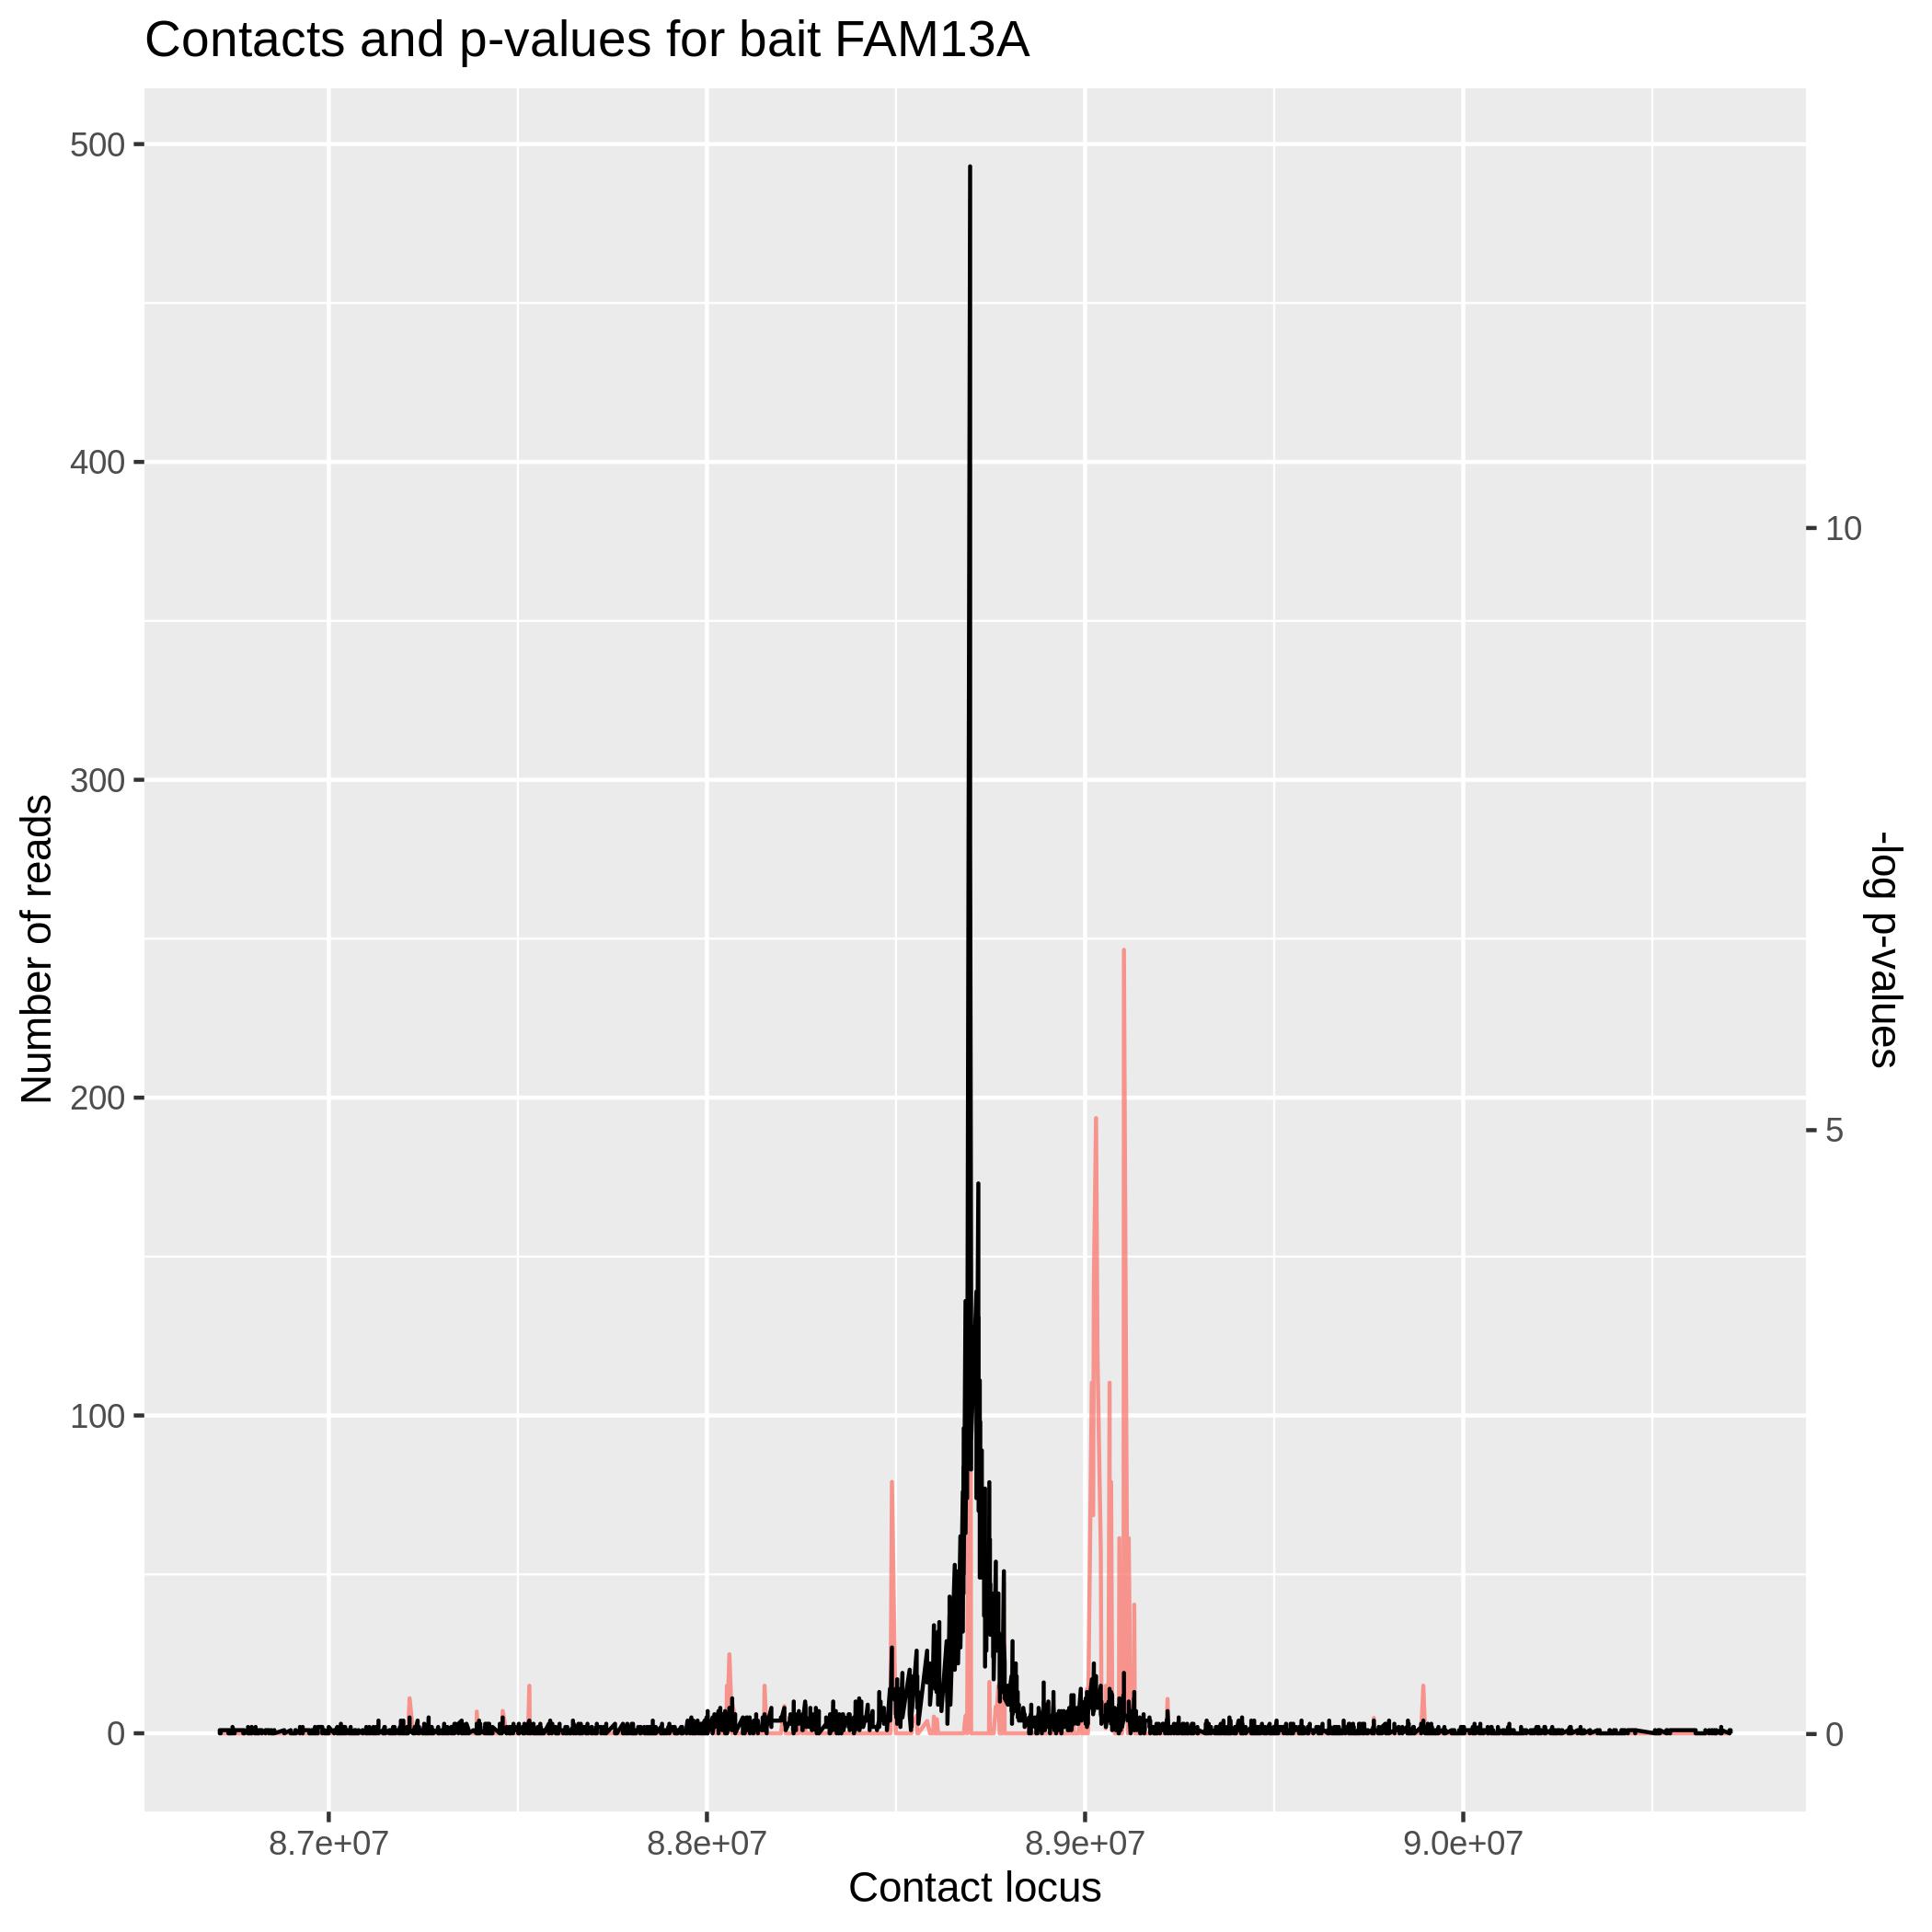 Contacts and p-values for bait FAM13A
500
400
300
200
100
0
Number of reads
10
5
0
-log p-values
8.7e+07
8.8e+07
8.9e+07
9.0e+07
Contact locus